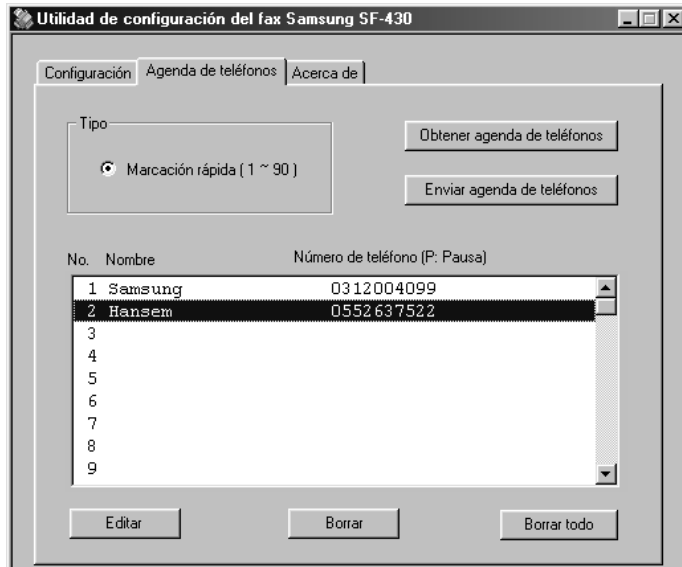 Utilidad de configuración del fax Samsung SF-430
Configuración Agenda de teléfonos Acerca de
Tipo
Marcación rápida ( 1 ~ 90 )
Obtener agenda de teléfonos
Enviar agenda de teléfonos
No. Nombre Número de teléfono (P: Pausa)
1 Samsung 0312004099
2 Hansem 0552637522
3
4
5
6
7
8
9
Editar Borrar Borrar todo